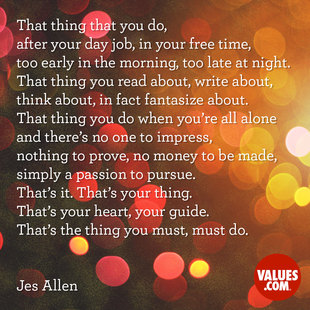 That thing that you do,
after your day job, in your free time,
too early in the morning, too late at night.
That thing you read about, write about,
think about, in fact fantasize about.
That thing you do when you're all alone
and there's no one to impress,
nothing to prove, no money to be made,
simply a passion to pursue.
That's it. That's your thing.
That's your heart, your guide.
That's the thing you must, must do.
Jes Allen
VALUES
.COM